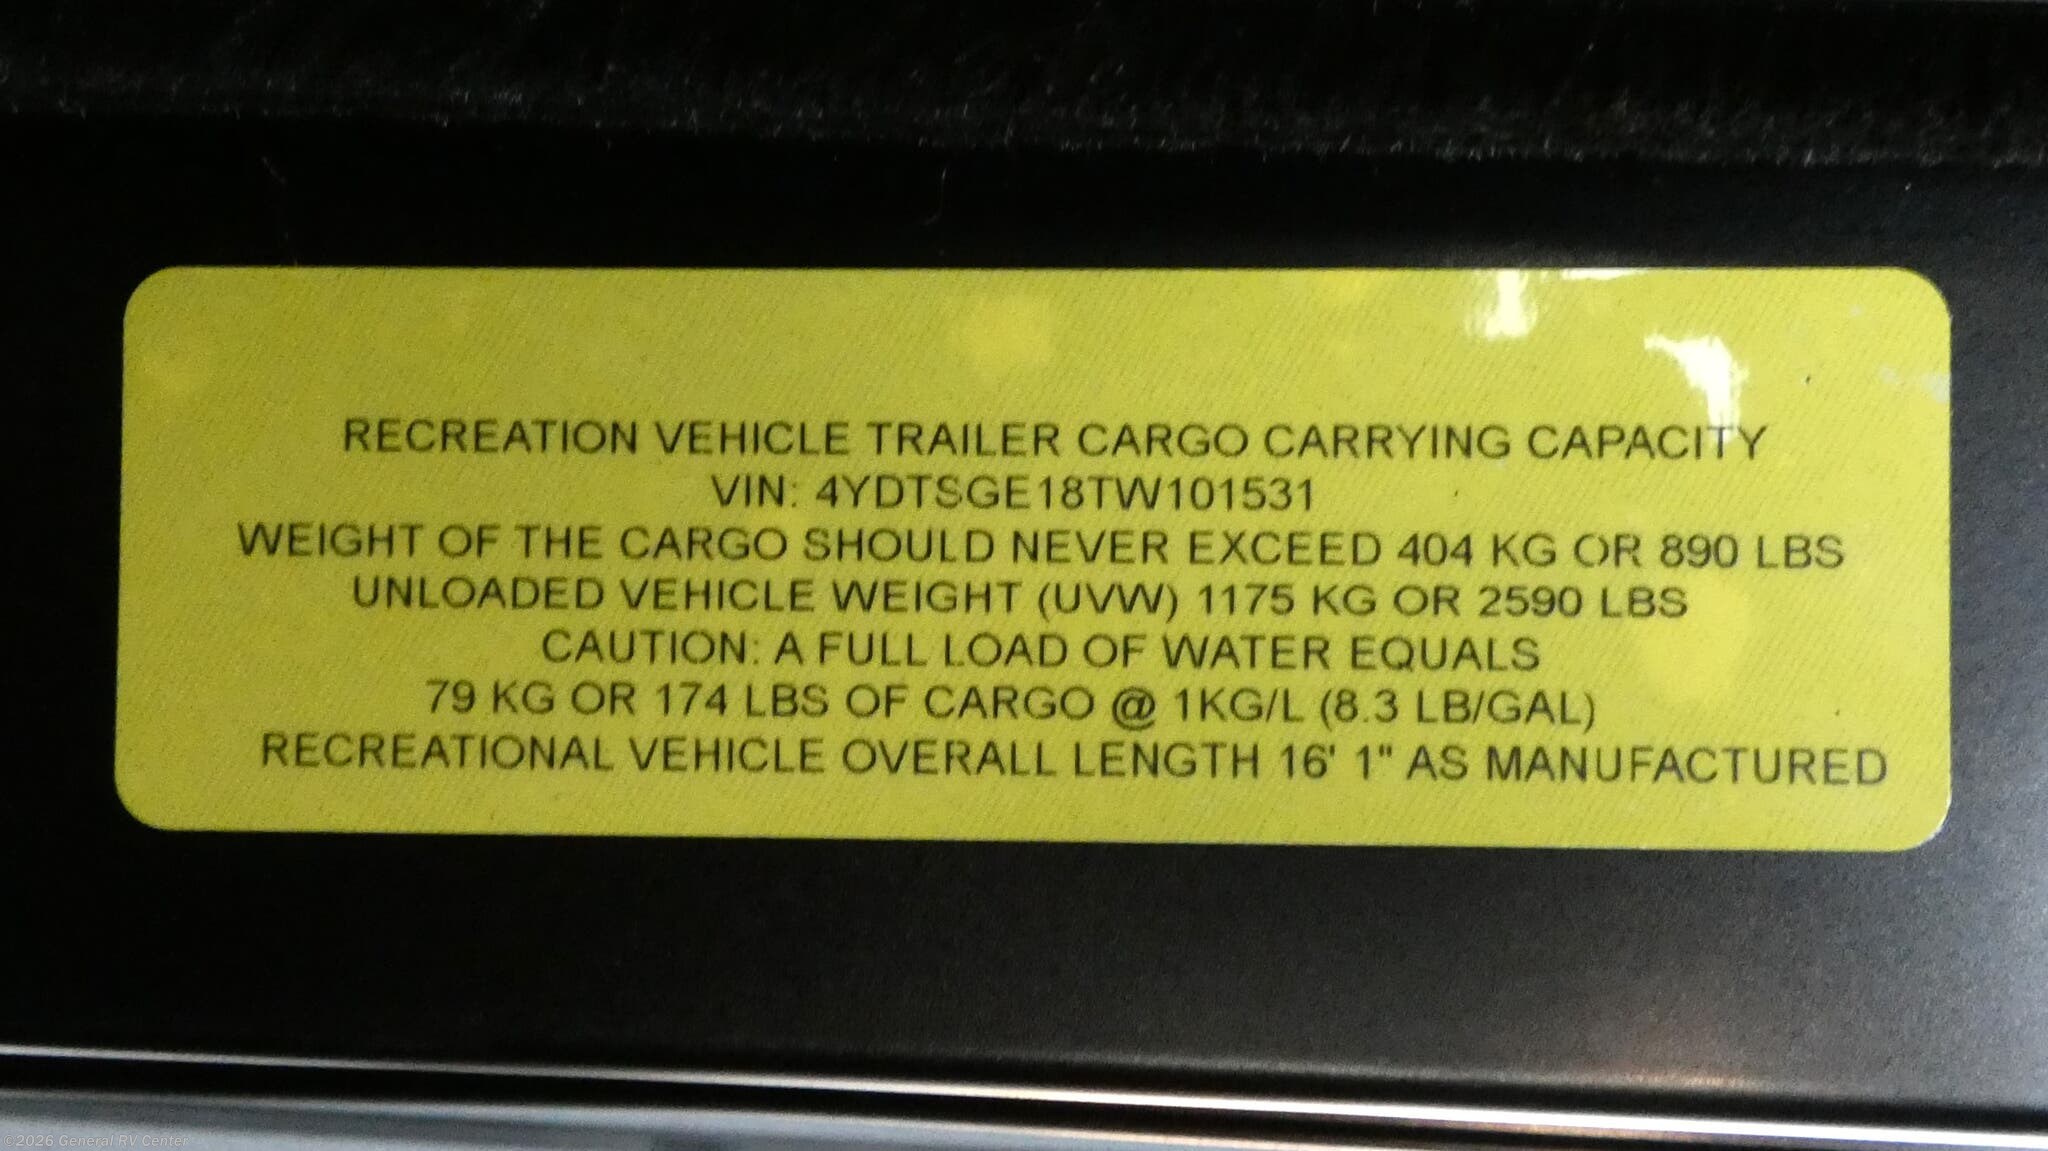 RECREATION VEHICLE TRAILER CARGO CARRYING CAPACITY
VIN: 4YDTSGE18TW101531
WEIGHT OF THE CARGO SHOULD NEVER EXCEED 404 KG OR 890 LBS
UNLOADED VEHICLE WEIGHT (UVW) 1175 KG OR 2590 LBS
CAUTION: A FULL LOAD OF WATER EQUALS
79 KG OR 174 LBS OF CARGO @ 1KG/L (8.3 LB/GAL)
RECREATIONAL VEHICLE OVERALL LENGTH 16' 1" AS MANUFACTURED
©2026 General RV Center